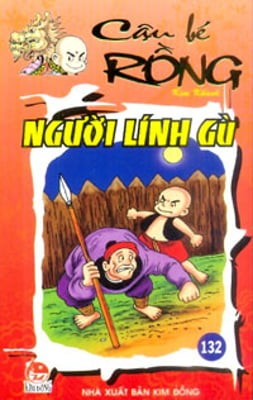 Cậu bé
RỒNG
Kim Khánh
NGƯỜI LÍNH GÙ
132
KIM ĐỒNG
NHÀ XUẤT BẢN KIM ĐỒNG